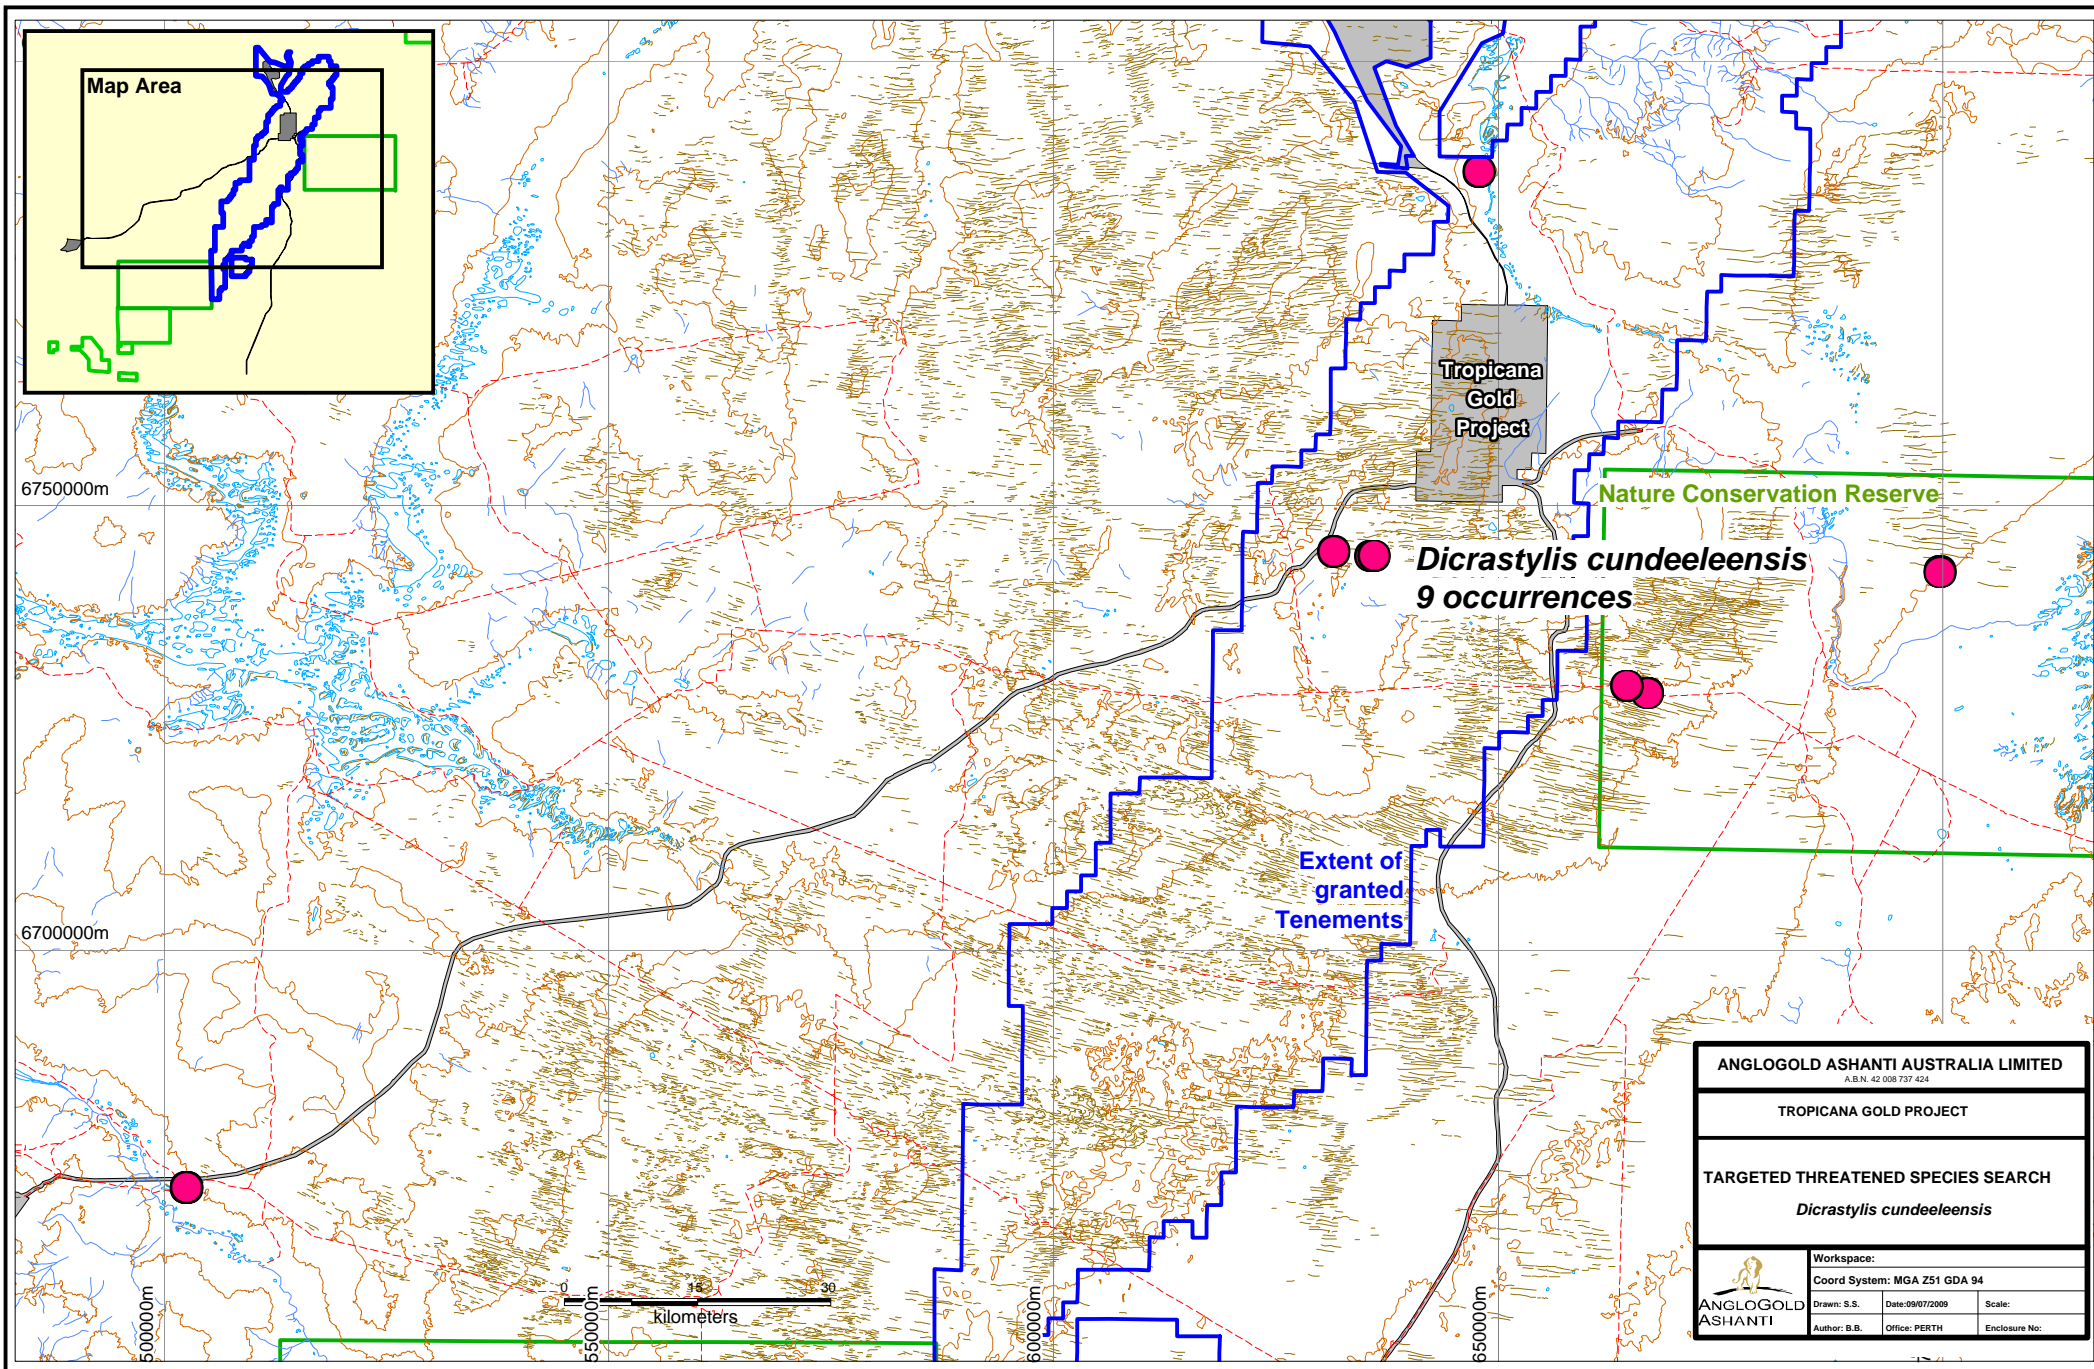 Map Area
Tropicana
Gold
Project
6750000m
Nature Conservation Reserve
Dicrastylis cundeeleensis
9 occurrences
Extent of
granted
Tenements
6700000m
ANGLOGOLD ASHANTI AUSTRALIA LIMITED
A.B.N. 42 008 737 424
TROPICANA GOLD PROJECT
TARGETED THREATENED SPECIES SEARCH
Dicrastylis cundeeleensis
ANGLOGOLD
ASHANTI
Workspace:
Coord System: MGA Z51 GDA 94
Drawn: S.S. Date:09/07/2009 Scale:
Author: B.B. Office: PERTH Enclosure No:
0 15 30
kilometers
500000m
550000m
600000m
650000m